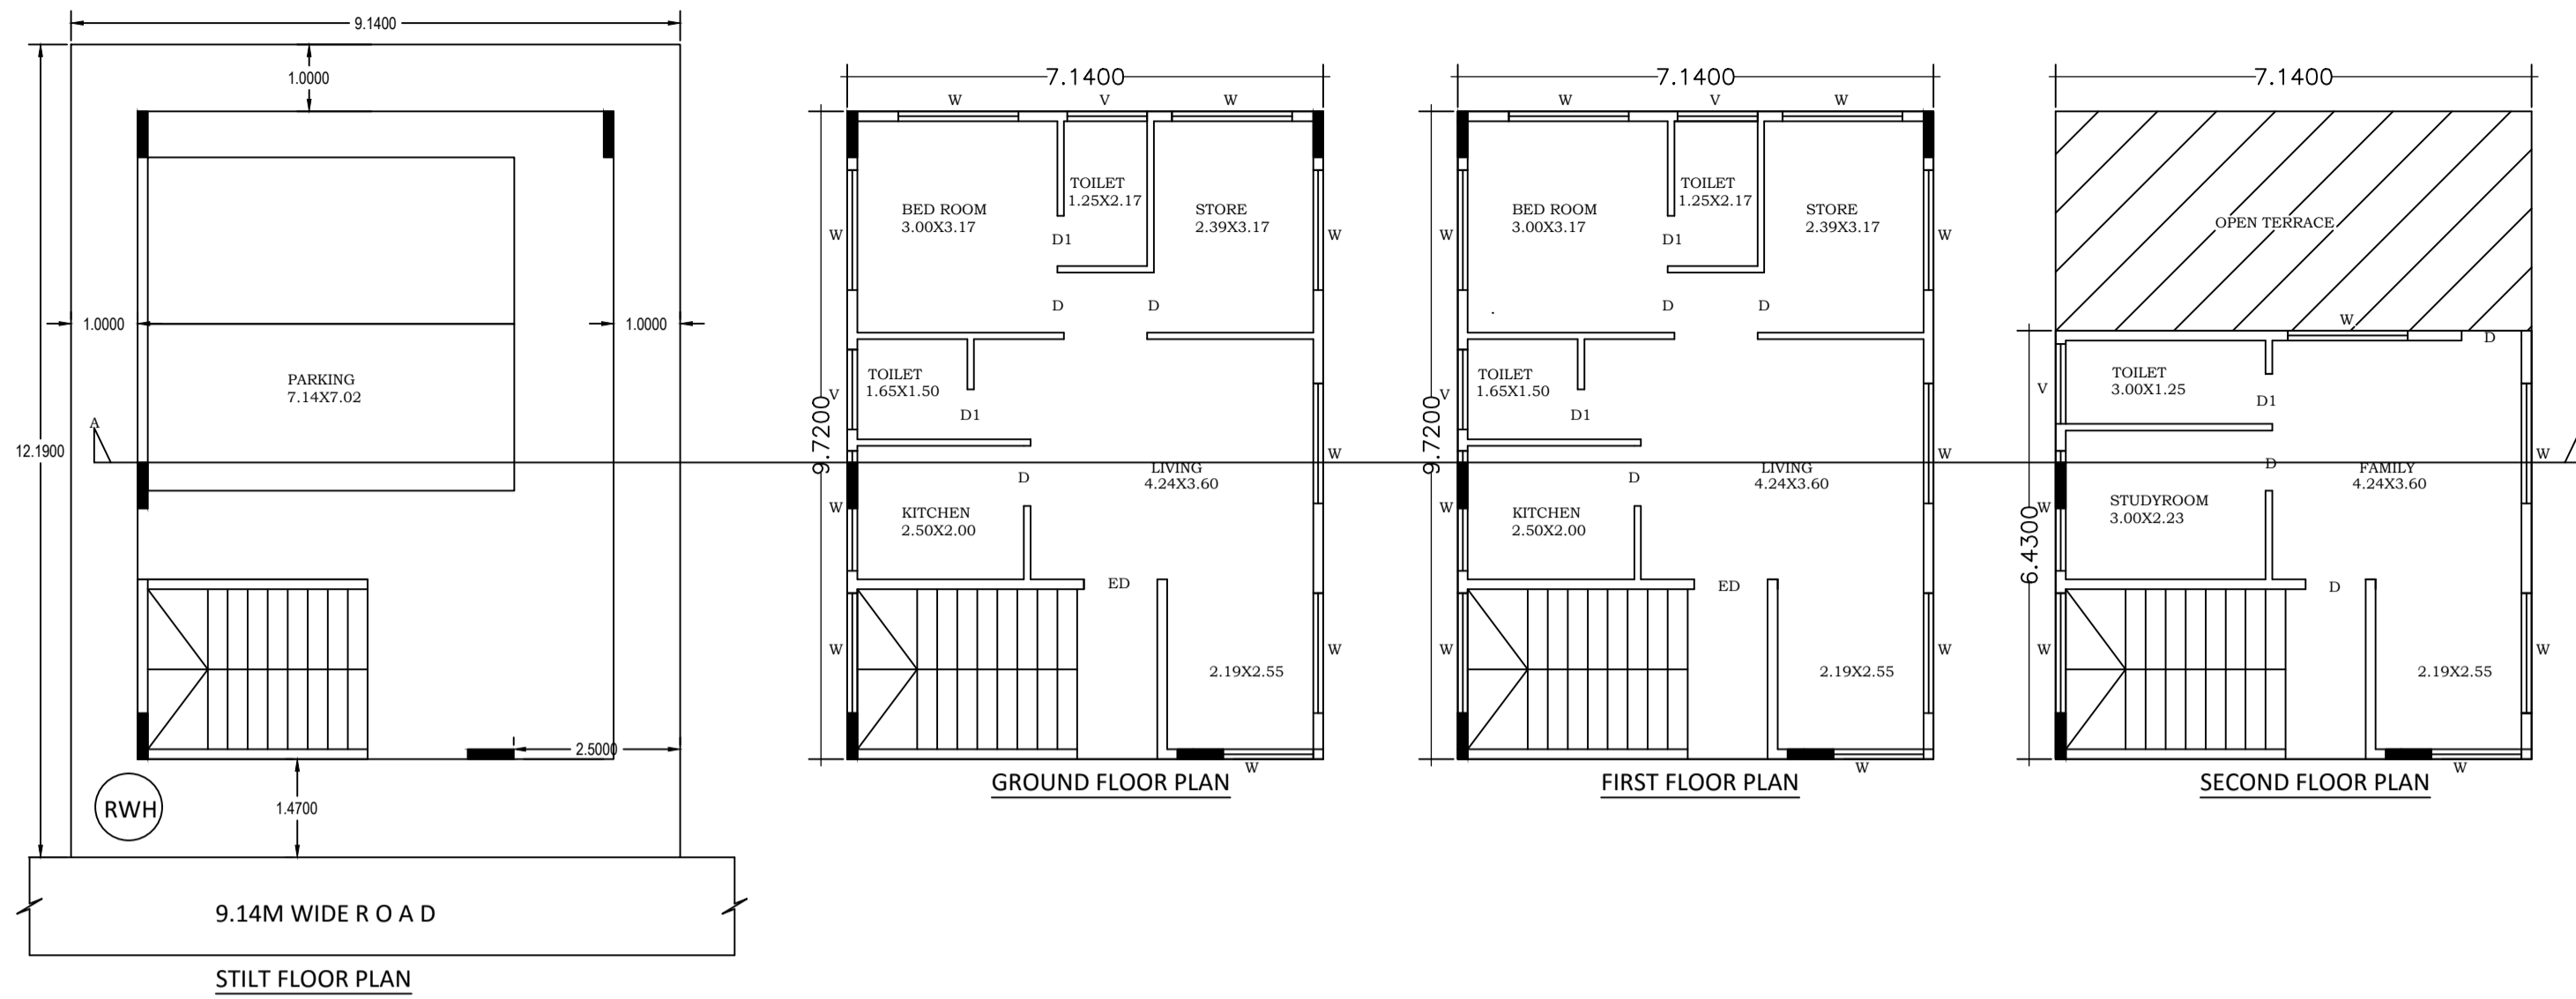 9.1400
1.0000
12.1900
1.0000
1.0000
PARKING
7.14X7.02
A
2.5000
1.4700
RWH
9.14M WIDE R O A D
STILT FLOOR PLAN
7.1400
W V W
TOILET
1.25X2.17
BED ROOM
3.00X3.17
STORE
2.39X3.17
W
D1
W
D
D
TOILET
1.65X1.50
V
D1
9.7200
W
LIVING
4.24X3.60
D
W
KITCHEN
2.50X2.00
ED
W
W
2.19X2.55
W
GROUND FLOOR PLAN
7.1400
W V W
TOILET
1.25X2.17
BED ROOM
3.00X3.17
STORE
2.39X3.17
W
D1
W
D
D
TOILET
1.65X1.50
V
D1
9.7200
W
LIVING
4.24X3.60
D
W
KITCHEN
2.50X2.00
ED
W
W
2.19X2.55
W
FIRST FLOOR PLAN
7.1400
OPEN TERRACE
W
D
TOILET
3.00X1.25
V
D1
W
D
FAMILY
4.24X3.60
STUDYROOM
3.00X2.23
W
6.4300
D
W
W
2.19X2.55
W
SECOND FLOOR PLAN